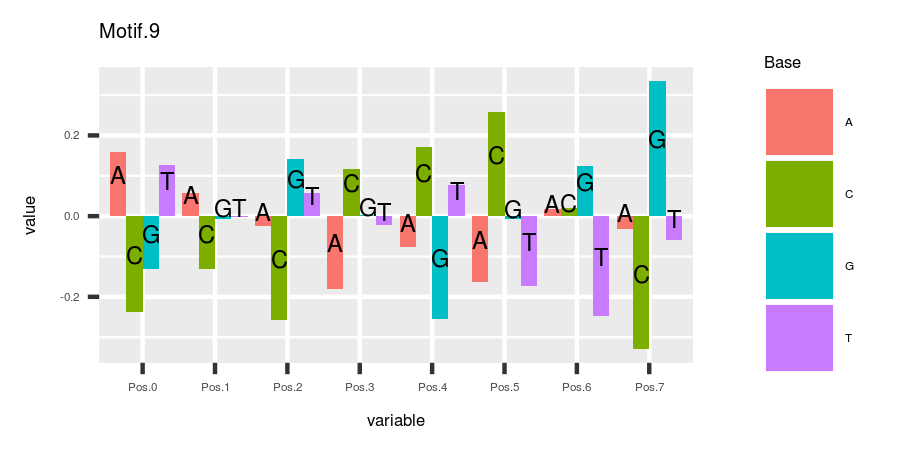 Motif.9
Base
A
C
G
T
value
0.2
0.0
-0.2
A C G T
A C G T
A C G T
A C G T
A C G T
A C G T
A C G T
A C G T
Pos.0 Pos.1 Pos.2 Pos.3 Pos.4 Pos.5 Pos.6 Pos.7
variable